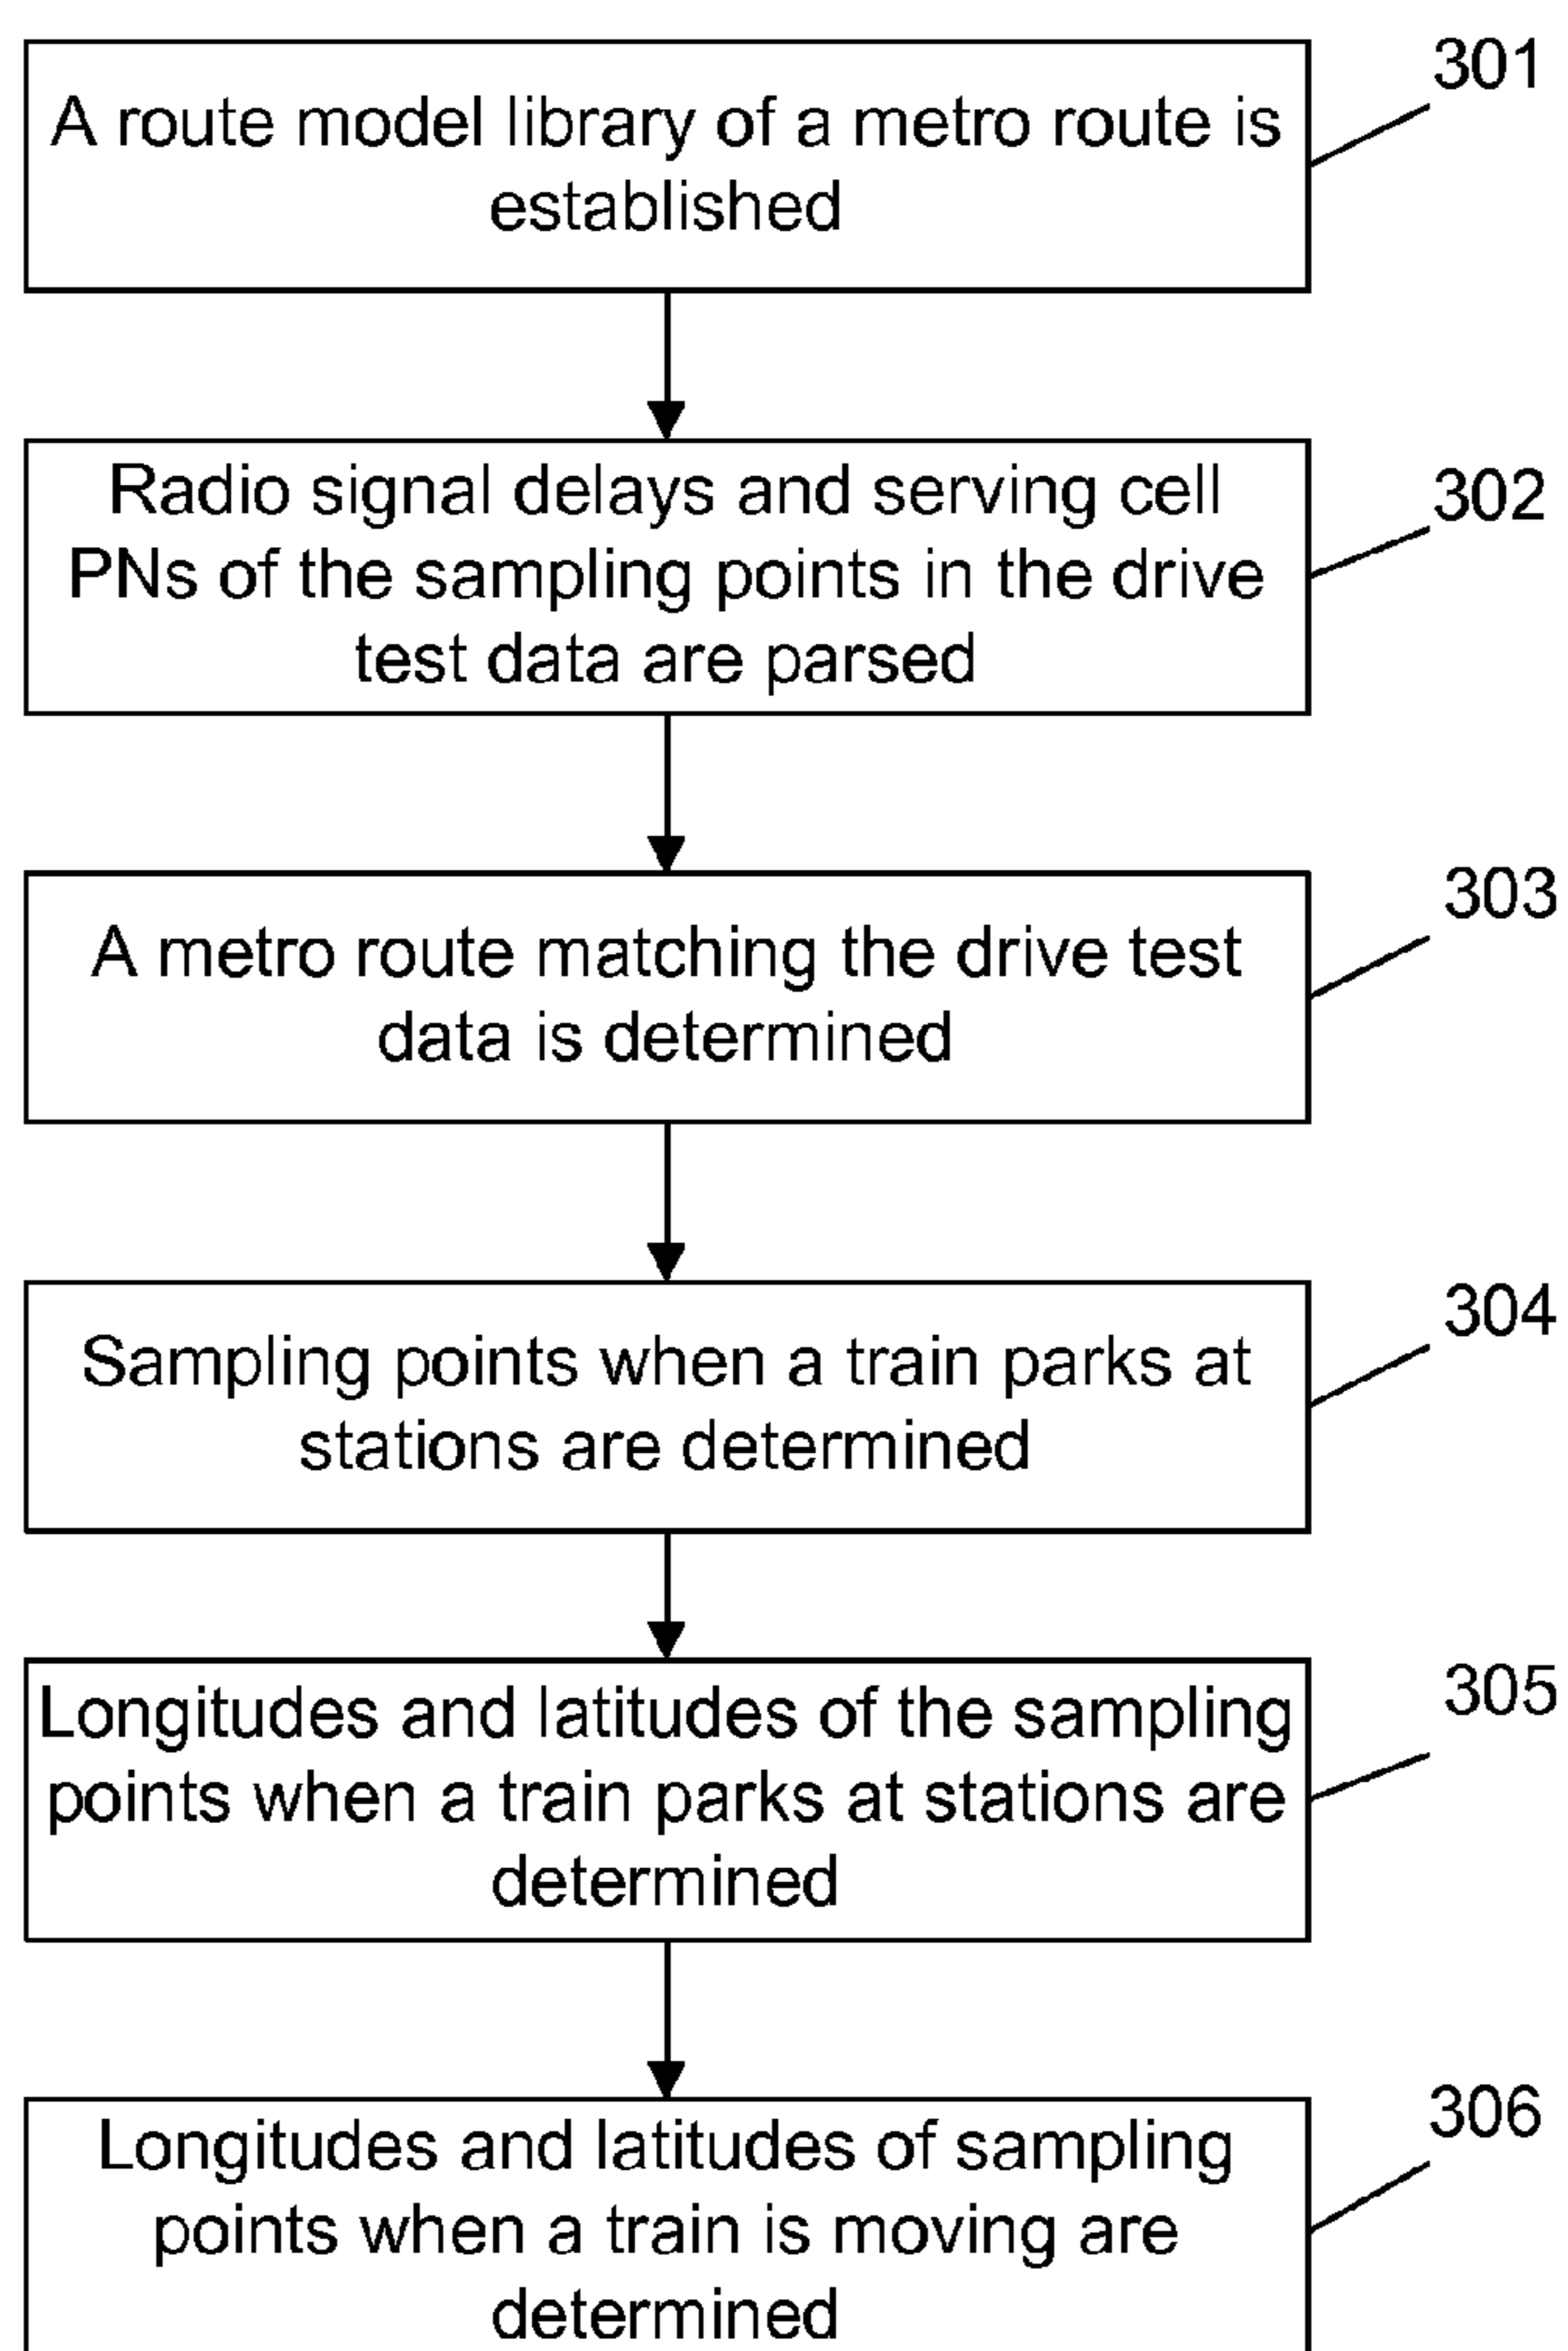 A route model library of a metro route is
established
301
Radio signal delays and serving cell
PNs of the sampling points in the drive
test data are parsed
302
A metro route matching the drive test
data is determined
303
Sampling points when a train parks at
stations are determined
304
Longitudes and latitudes of the sampling
points when a train parks at stations are
determined
305
Longitudes and latitudes of sampling
points when a train is moving are
determined
306